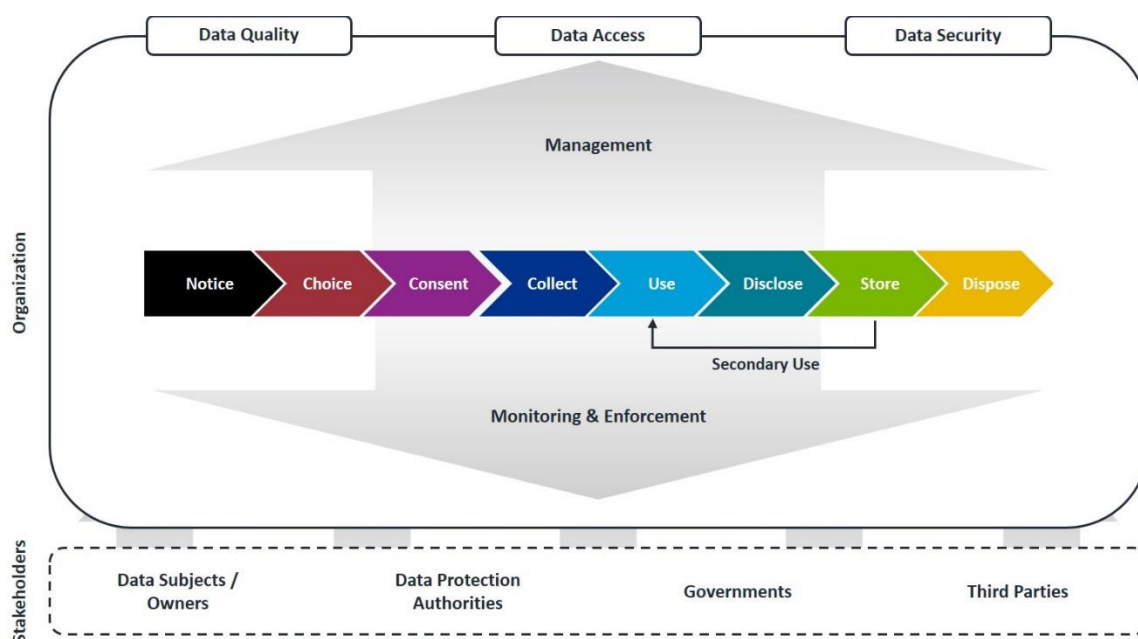 Data Quality
Data Access
Data Security
Management
Organization
Notice
Choice
Consent
Collect
Use
Disclose
Store
Dispose
Secondary Use
Monitoring & Enforcement
Stakeholders
Data Subjects /
Owners
Data Protection
Authorities
Governments
Third Parties